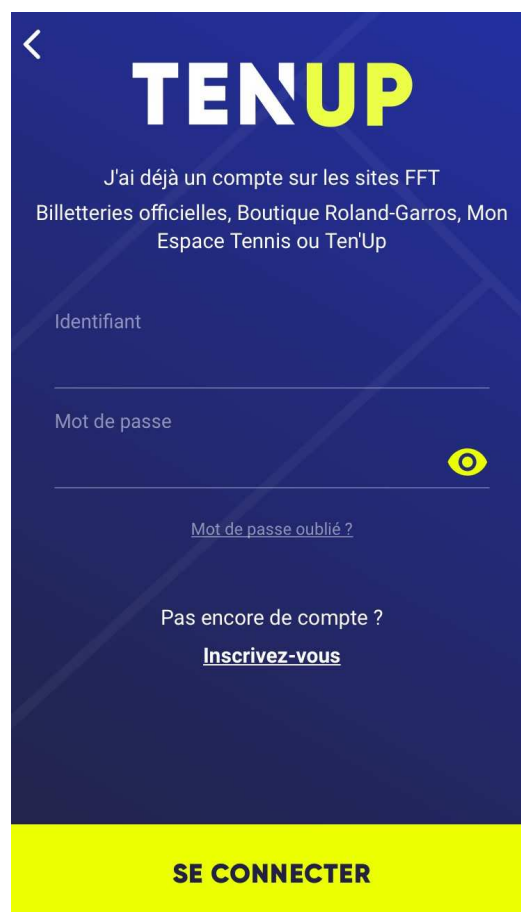 TENUP
J'ai déjà un compte sur les sites FFT
Billetteries officielles, Boutique Roland-Garros, Mon
Espace Tennis ou Ten'Up
Identifiant
Mot de passe
Mot de passe oublié ?
Pas encore de compte ?
Inscrivez-vous
SE CONNECTER